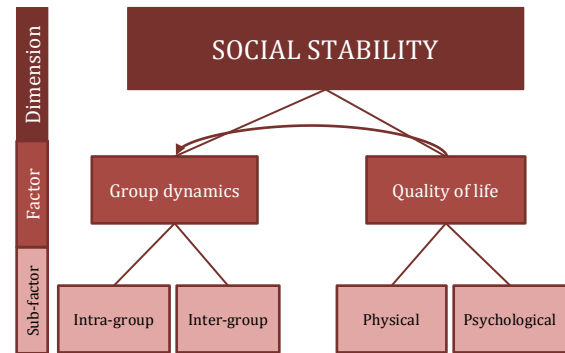 Dimension
SOCIAL STABILITY
Factor
Group dynamics
Quality of life
Sub-factor
Intra-group
Inter-group
Physical
Psychological